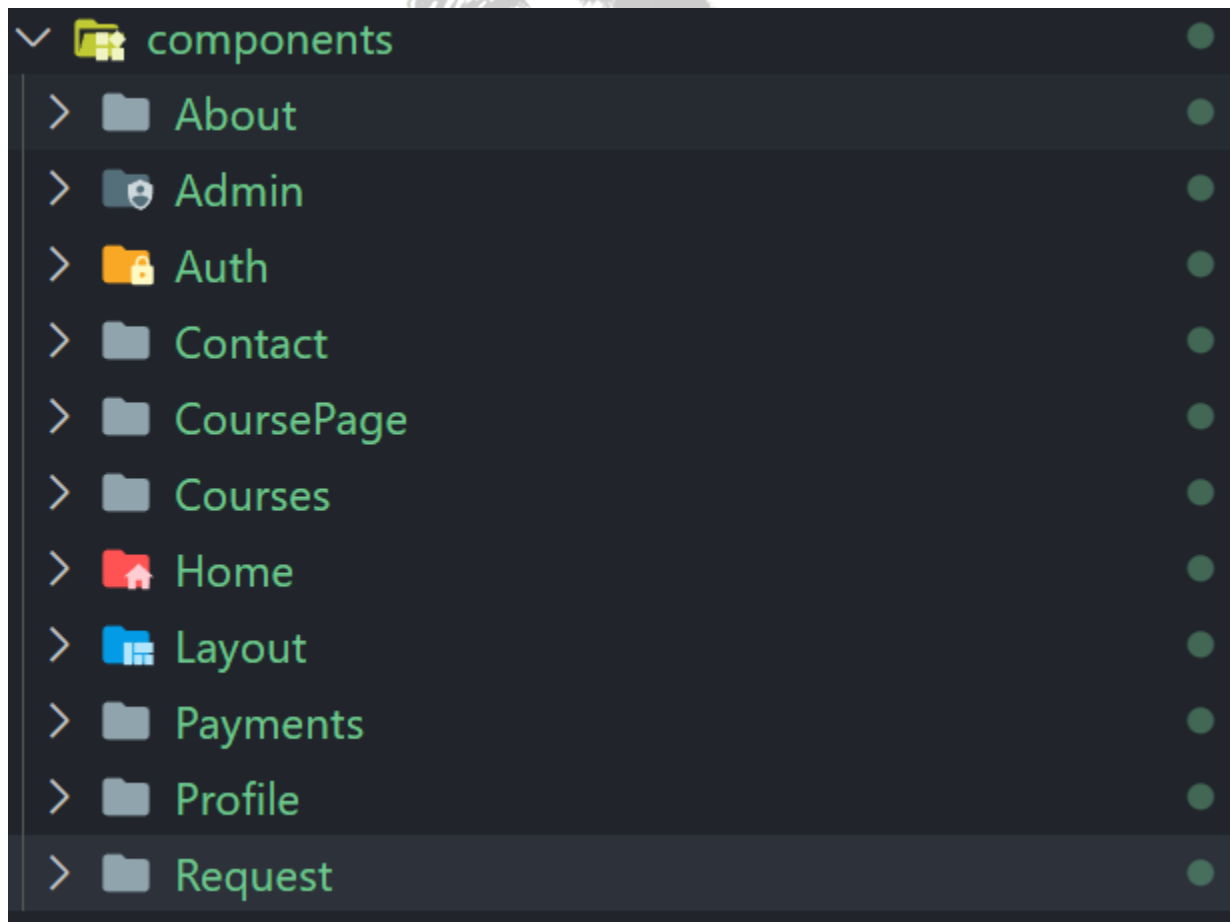 components
About
Admin
Auth
Contact
CoursePage
Courses
Home
Layout
Payments
Profile
Request